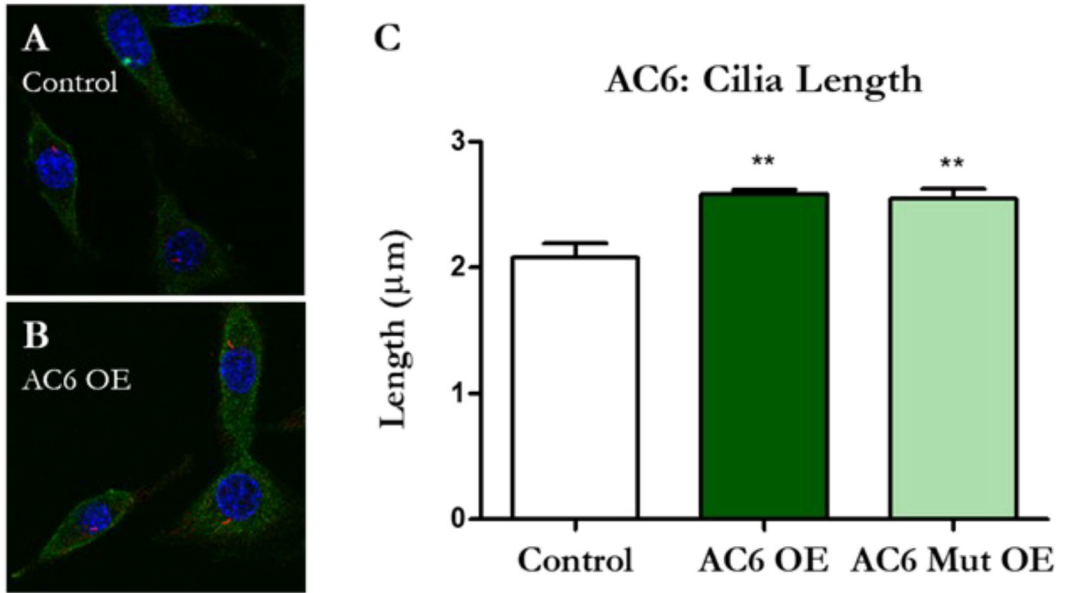 A
Control
B
AC6 OE
C
AC6: Cilia Length
Length (μm)
3
2
1
0
**
**
Control
AC6 OE
AC6 Mut OE